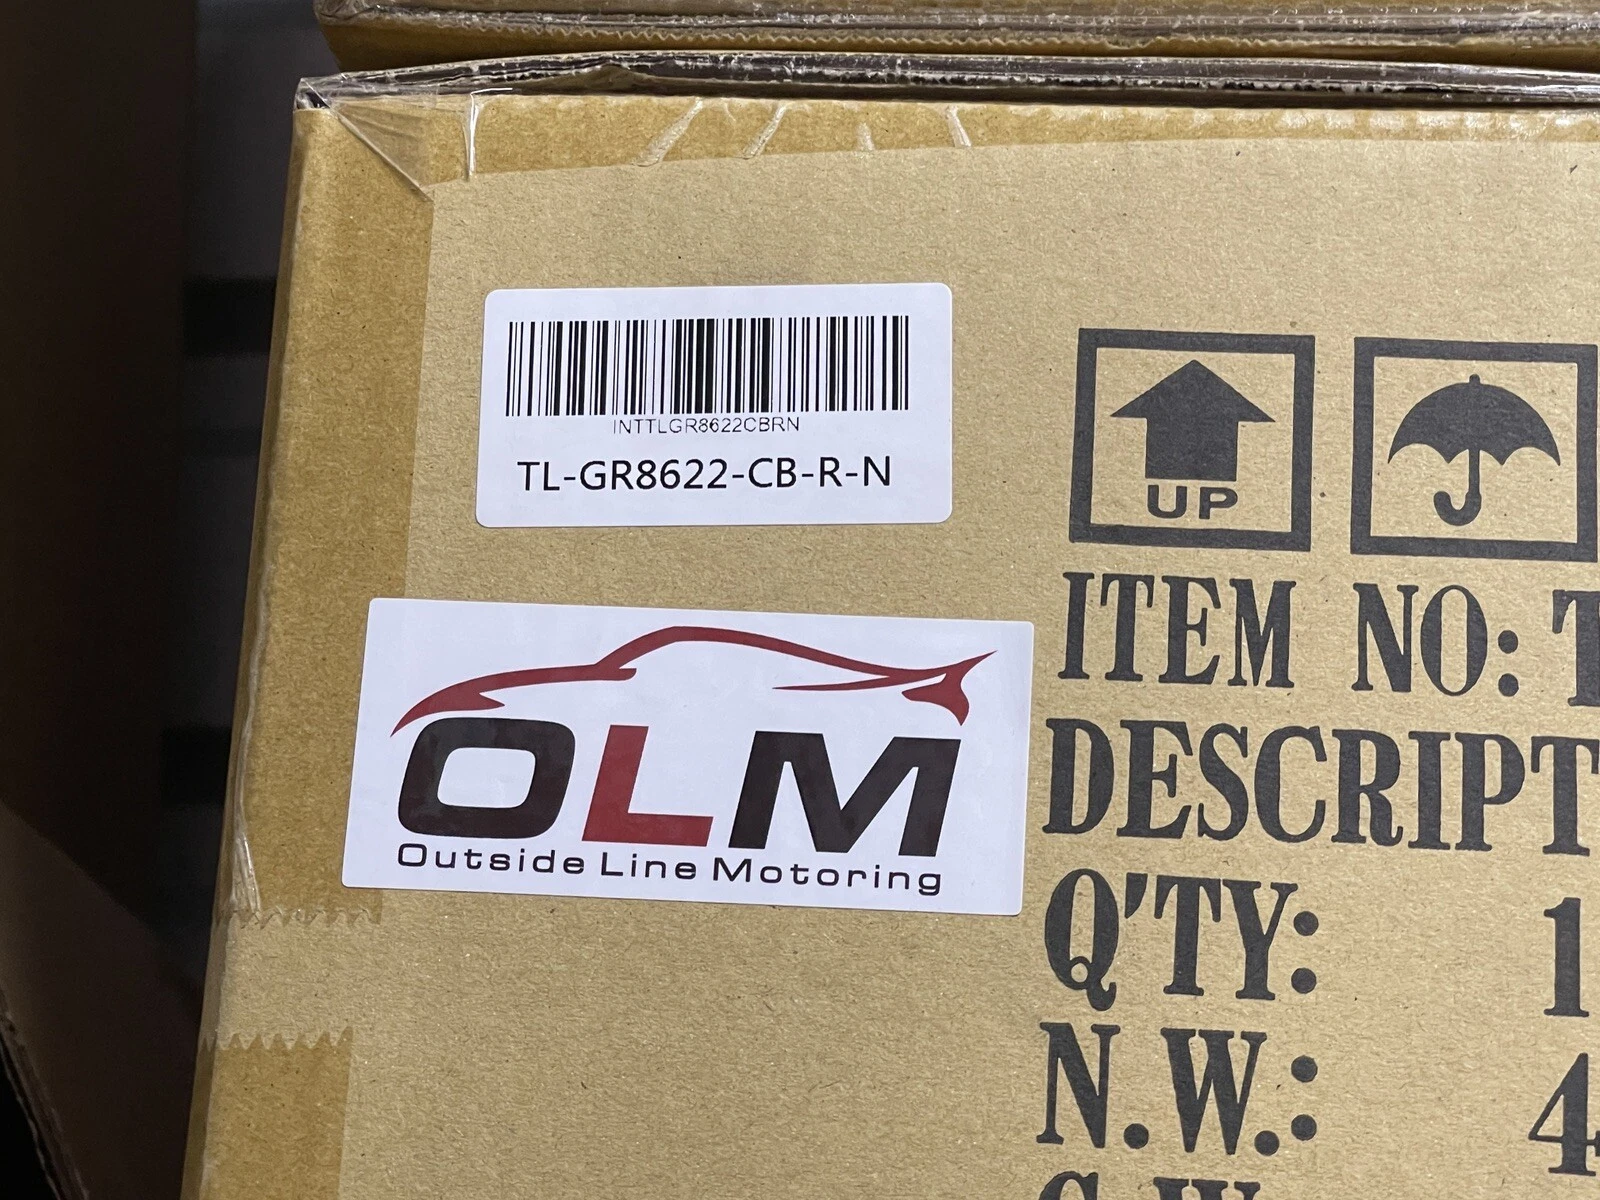 INTTLGR8622CBRN
TL-GR8622-CB-R-N
OLM
Outside Line Motoring
UP
ITEM NO: T
DESCRIPT
Q'TY: 1
N.W.: 4